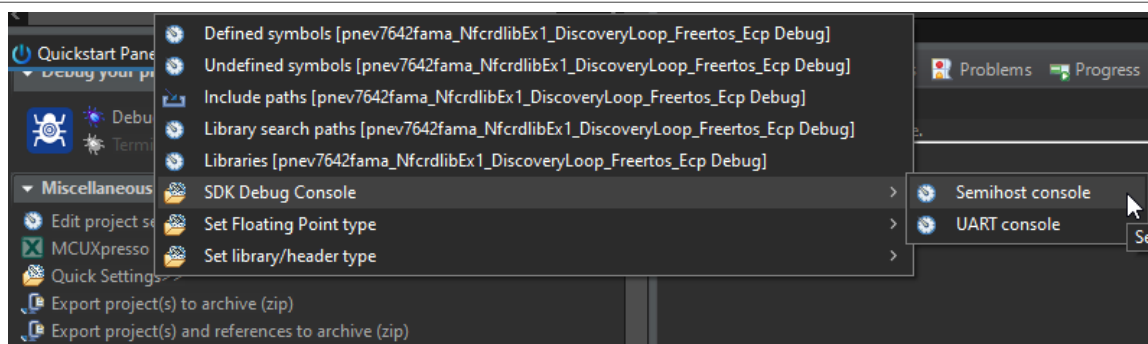 Defined symbols [pnev7642fama_NfcrdlibEx1_DiscoveryLoop_Freertos_Ecp Debug]
Quickstart Pane
Undefined symbols [pnev7642fama_NfcrdlibEx1_DiscoveryLoop_Freertos_Ecp Debug]
Problems
Progress
Debug your p
Include paths [pnev7642fama_NfcrdlibEx1_DiscoveryLoop_Freertos_Ecp Debug]
Debu
Library search paths [pnev7642fama_NfcrdlibEx1_DiscoveryLoop_Freertos_Ecp Debug]
Termi
Libraries [pnev7642fama_NfcrdlibEx1_DiscoveryLoop_Freertos_Ecp Debug]
Miscellaneous
SDK Debug Console
Semihost console
Edit project se
Set Floating Point type
UART console
Se
MCUXpresso
Set library/header type
Quick Settings>>
Export project(s) to archive (zip)
Export project(s) and references to archive (zip)